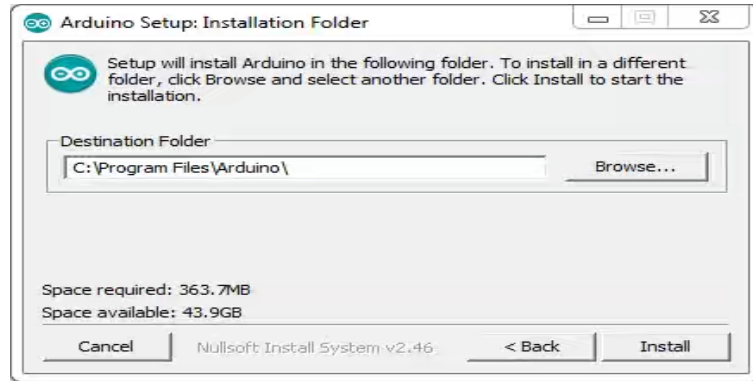 Arduino Setup: Installation Folder
Setup will install Arduino in the following folder. To install in a different
folder, click Browse and select another folder. Click Install to start the
installation.
Destination Folder
C:\Program Files\Arduino\
Browse...
Space required: 363.7MB
Space available: 43.9GB
Cancel
Nullsoft Install System v2.46
< Back
Install